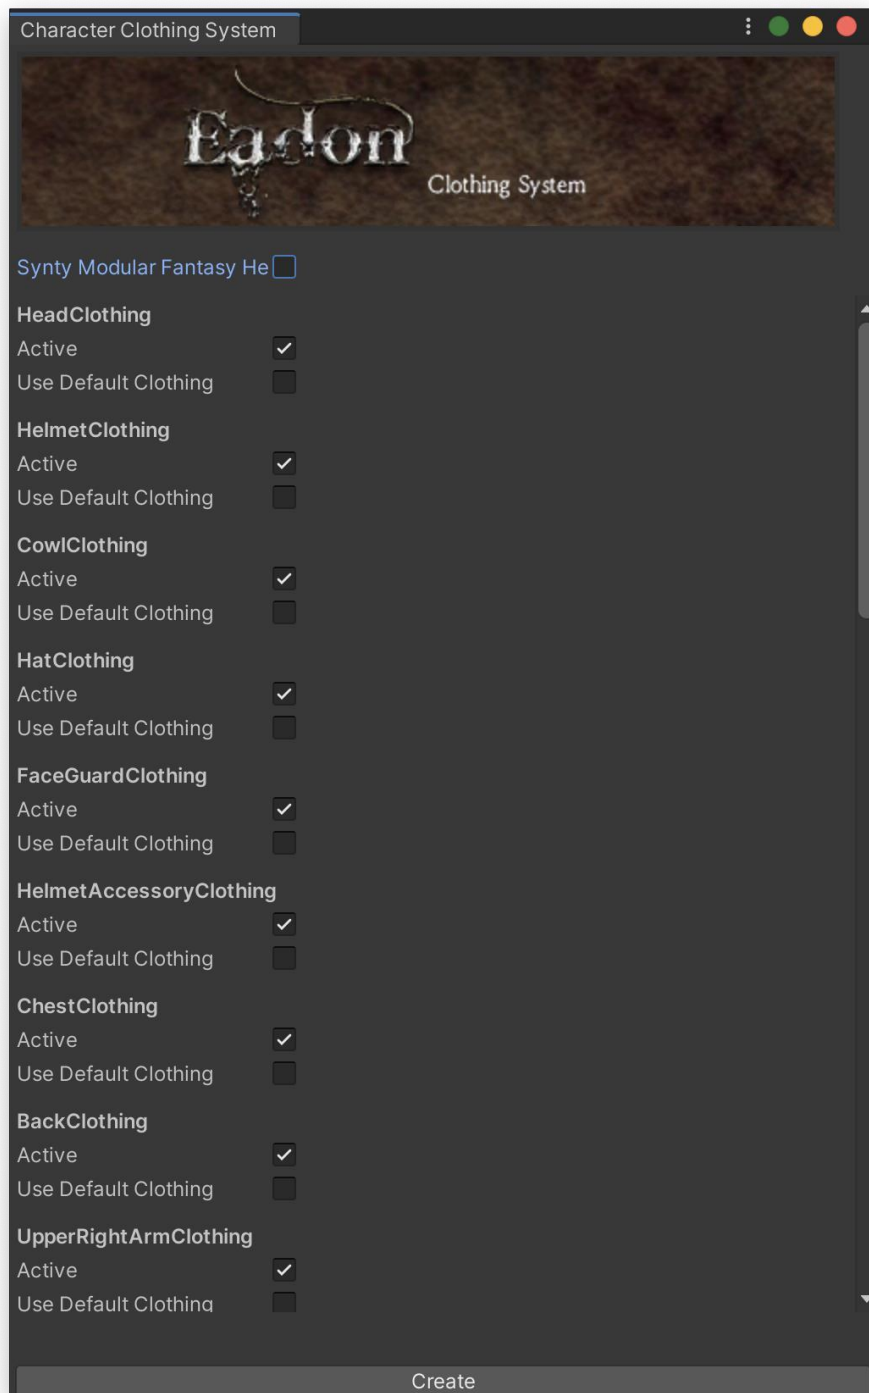 Character Clothing System
Eadon
Clothing System
Synty Modular Fantasy He
HeadClothing
Active
Use Default Clothing
HelmetClothing
Active
Use Default Clothing
CowlClothing
Active
Use Default Clothing
HatClothing
Active
Use Default Clothing
FaceGuardClothing
Active
Use Default Clothing
HelmetAccessoryClothing
Active
Use Default Clothing
ChestClothing
Active
Use Default Clothing
BackClothing
Active
Use Default Clothing
UpperRightArmClothing
Active
Use Default Clothing
Create